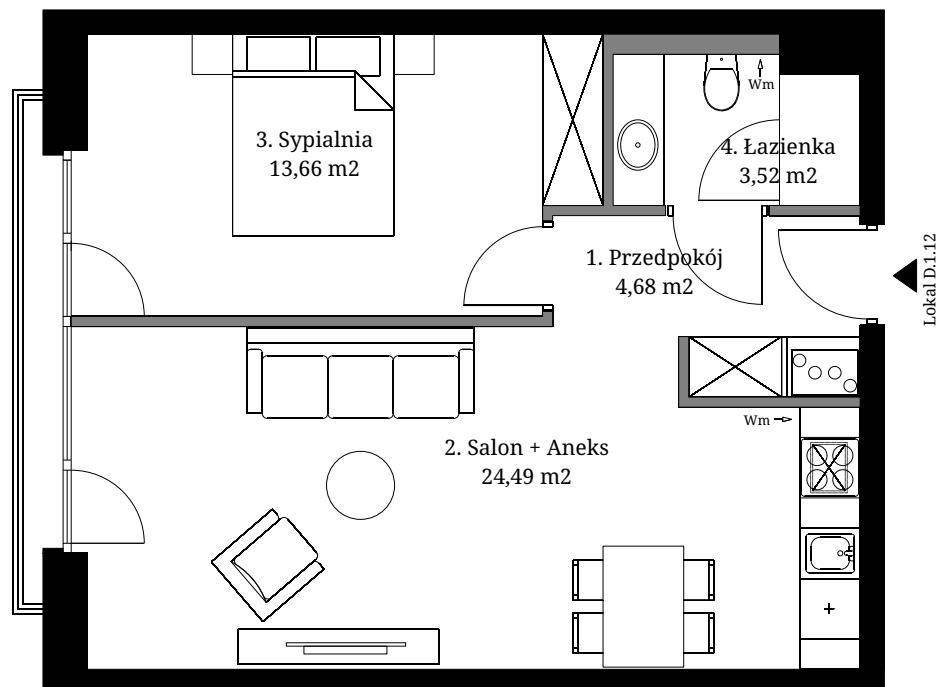 3. Sypialnia
13,66 m2
Wm
4. Łazienka
3,52 m2
1. Przedpokój
4,68 m2
Lokal D.1.12
Wm
2. Salon + Aneks
24,49 m2